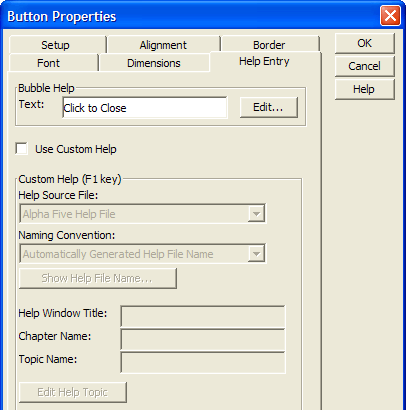 Button Properties
Setup Alignment Border OK
Font Dimensions Help Entry Cancel
Help
Bubble Help
Text: Click to Close Edit...
Use Custom Help
Custom Help (F1 key)
Help Source File:
Alpha Five Help File
Naming Convention:
Automatically Generated Help File Name
Show Help File Name...
Help Window Title:
Chapter Name:
Topic Name:
Edit Help Topic